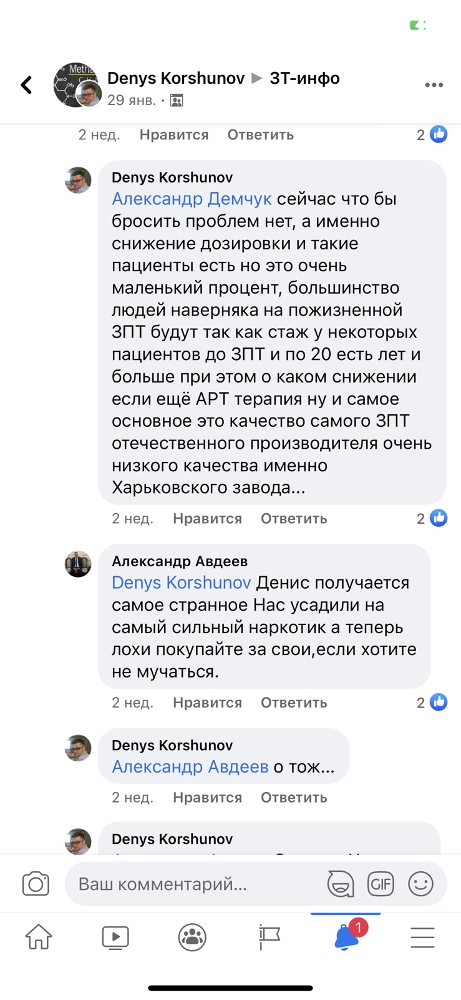 Metha
Denys Korshunov ▶ ЗТ-инфо
29 янв. ·
2 нед. Нравится Ответить 2
Denys Korshunov
Александр Демчук сейчас что бы
бросить проблем нет, а именно
снижение дозировки и такие
пациенты есть но это очень
маленький процент, большинство
людей наверняка на пожизненной
ЗПТ будут так как стаж у некоторых
пациентов до ЗПТ и по 20 есть лет и
больше при этом о каком снижении
если ещё АРТ терапия ну и самое
основное это качество самого ЗПТ
отечественного производителя очень
низкого качества именно
Харьковского завода...
2 нед. Нравится Ответить 2
Александр Авдеев
Denys Korshunov Денис получается
самое странное Нас усадили на
самый сильный наркотик а теперь
лохи покупайте за свои,если хотите
не мучаться.
2 нед. Нравится Ответить 2
Denys Korshunov
Александр Авдеев о тож...
2 нед. Нравится Ответить
Denys Korshunov
Ваш комментарий...
GIF
1